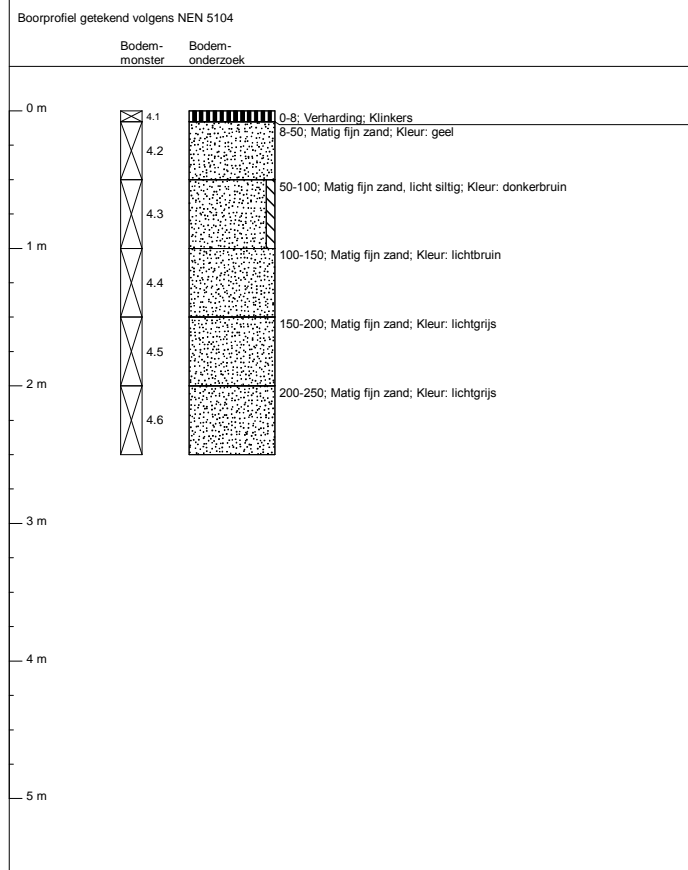 Boorprofiel getekend volgens NEN 5104
Bodem-
monster
Bodem-
onderzoek
0 m
4.1
0-8; Verharding; Klinkers
8-50; Matig fijn zand; Kleur: geel
4.2
50-100; Matig fijn zand, licht siltig; Kleur: donkerbruin
4.3
1 m
100-150; Matig fijn zand; Kleur: lichtbruin
4.4
150-200; Matig fijn zand; Kleur: lichtgrijs
4.5
2 m
200-250; Matig fijn zand; Kleur: lichtgrijs
4.6
3 m
4 m
5 m